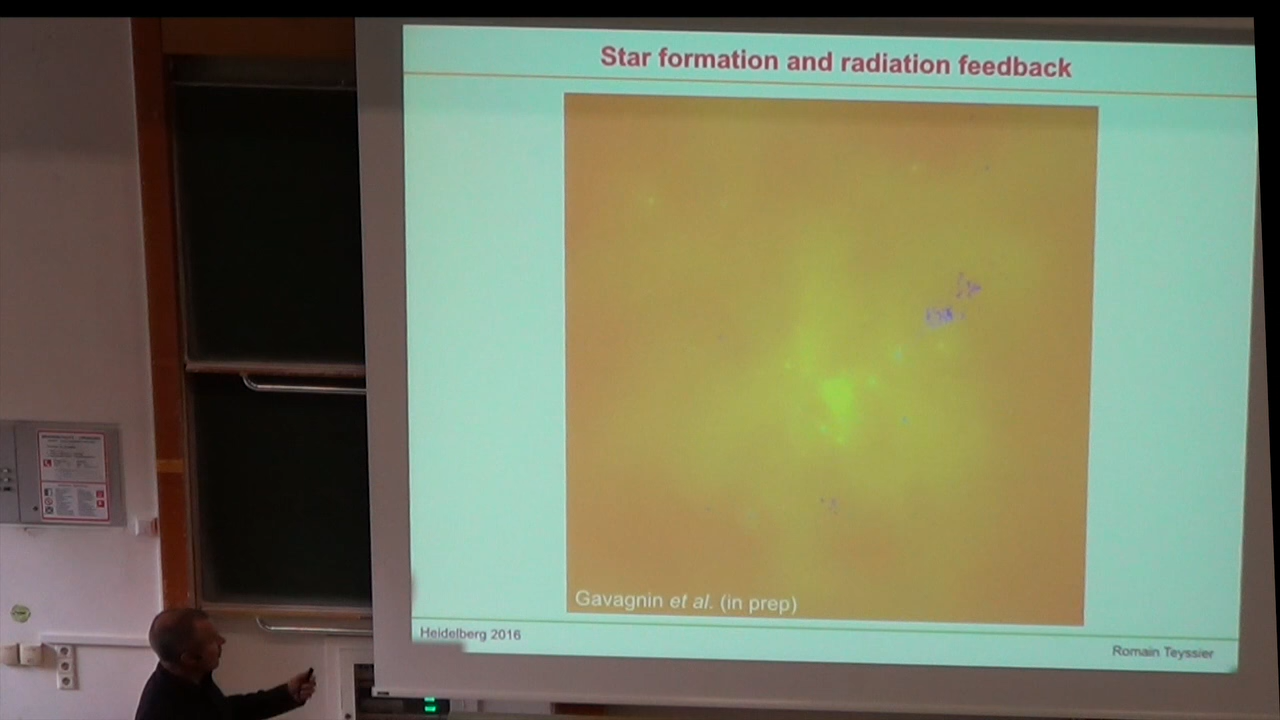 Star formation and radiation feedback
Gavagnin et al. (in prep)
Heidelberg 2016
Romain Teyssier